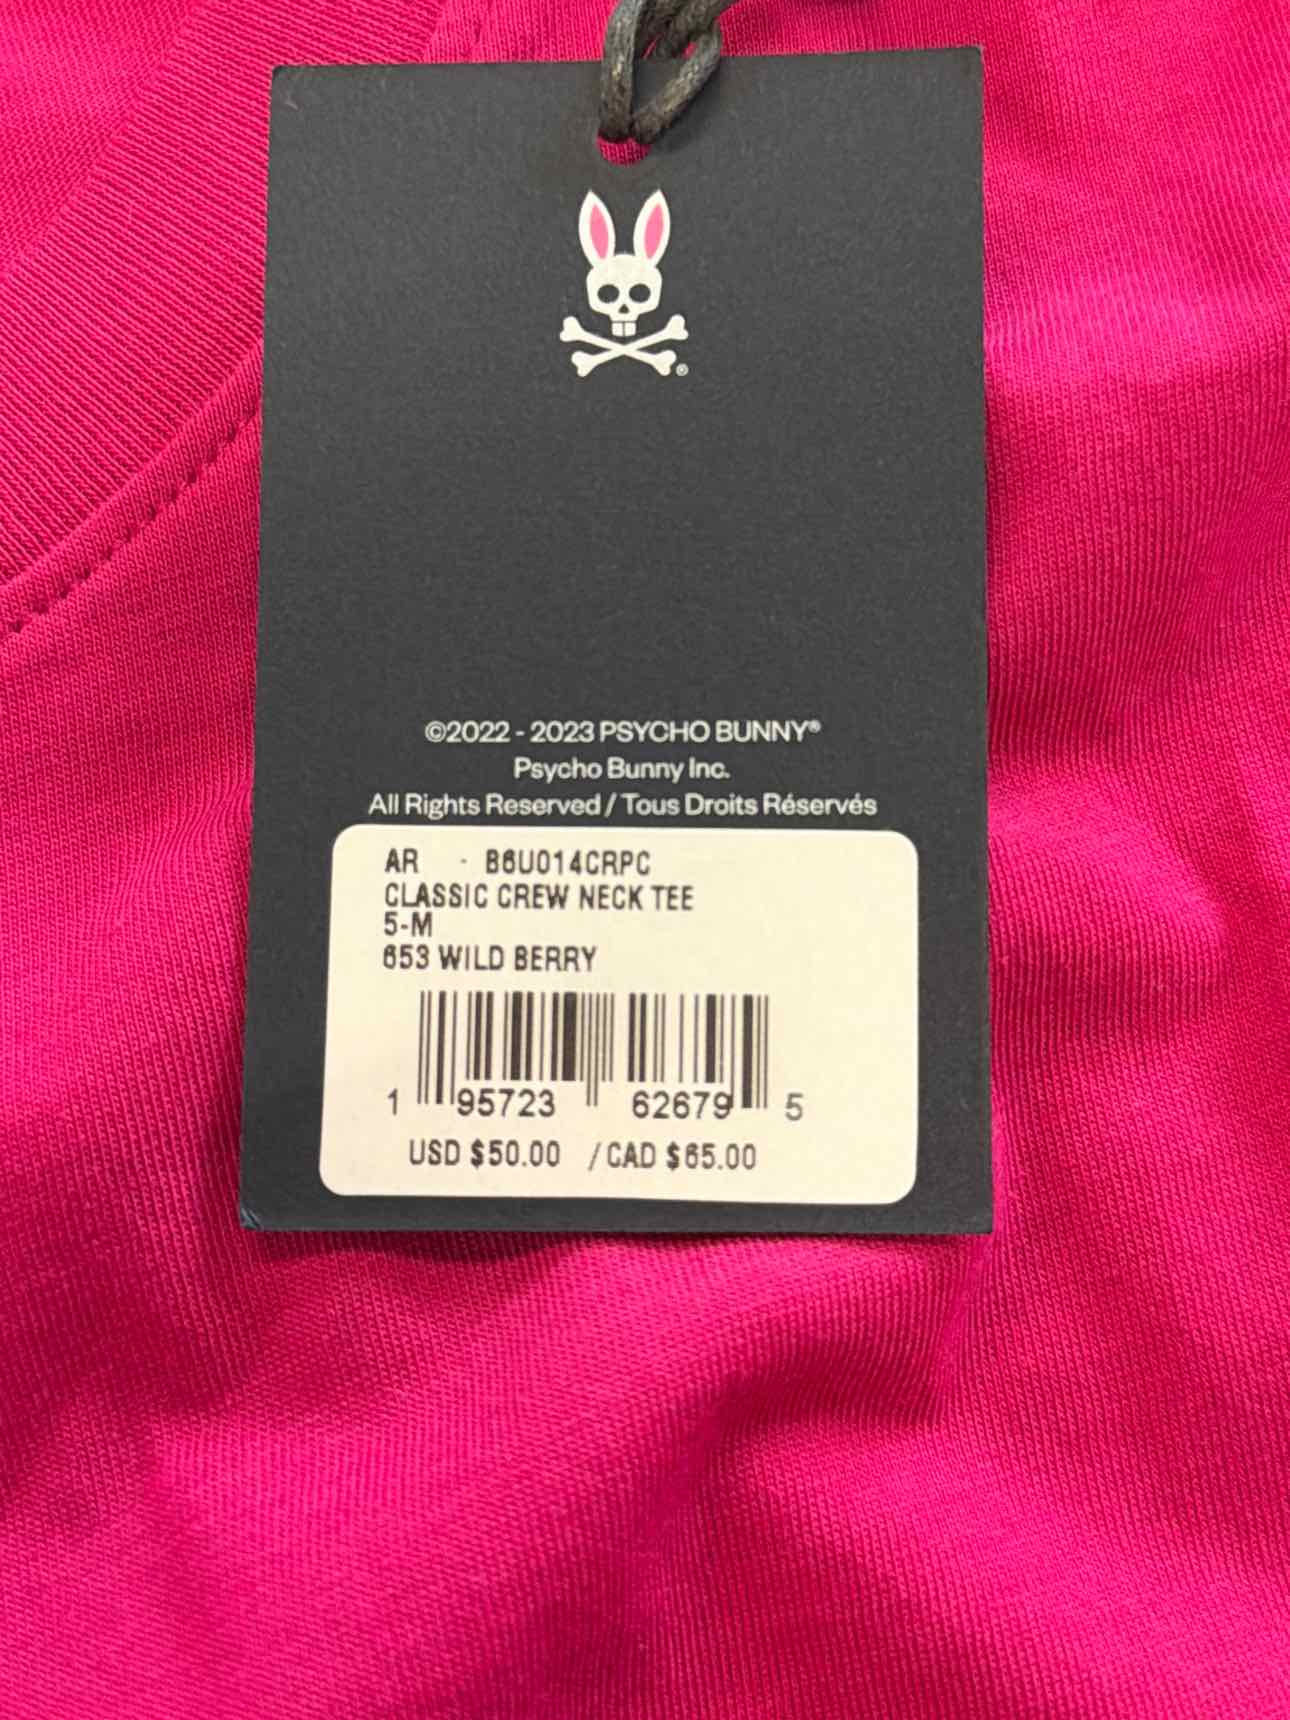 ®
©2022 - 2023 PSYCHO BUNNY®
Psycho Bunny Inc.
All Rights Reserved / Tous Droits Réservés
AR - B6U014CRPC
CLASSIC CREW NECK TEE
5-M
653 WILD BERRY
1 95723 62679 5
USD $50.00 / CAD $65.00